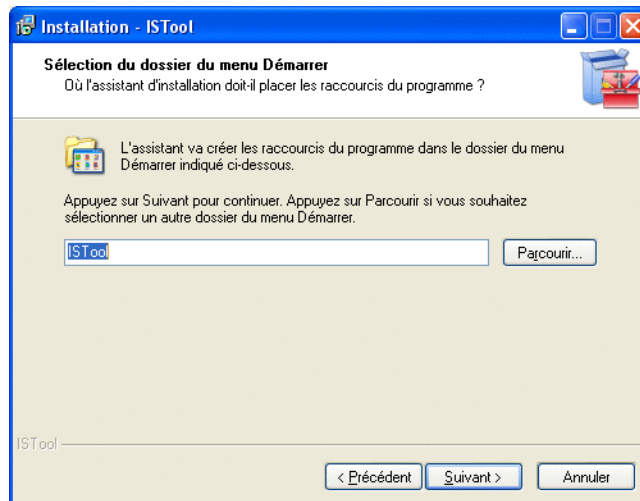 Installation - ISTool
Sélection du dossier du menu Démarrer
Où l'assistant d'installation doit-il placer les raccourcis du programme ?
L'assistant va créer les raccourcis du programme dans le dossier du menu
Démarrer indiqué ci-dessous.
Appuyez sur Suivant pour continuer. Appuyez sur Parcourir si vous souhaitez
sélectionner un autre dossier du menu Démarrer.
ISTool
Parcourir...
ISTool
< Précédent
Suivant >
Annuler